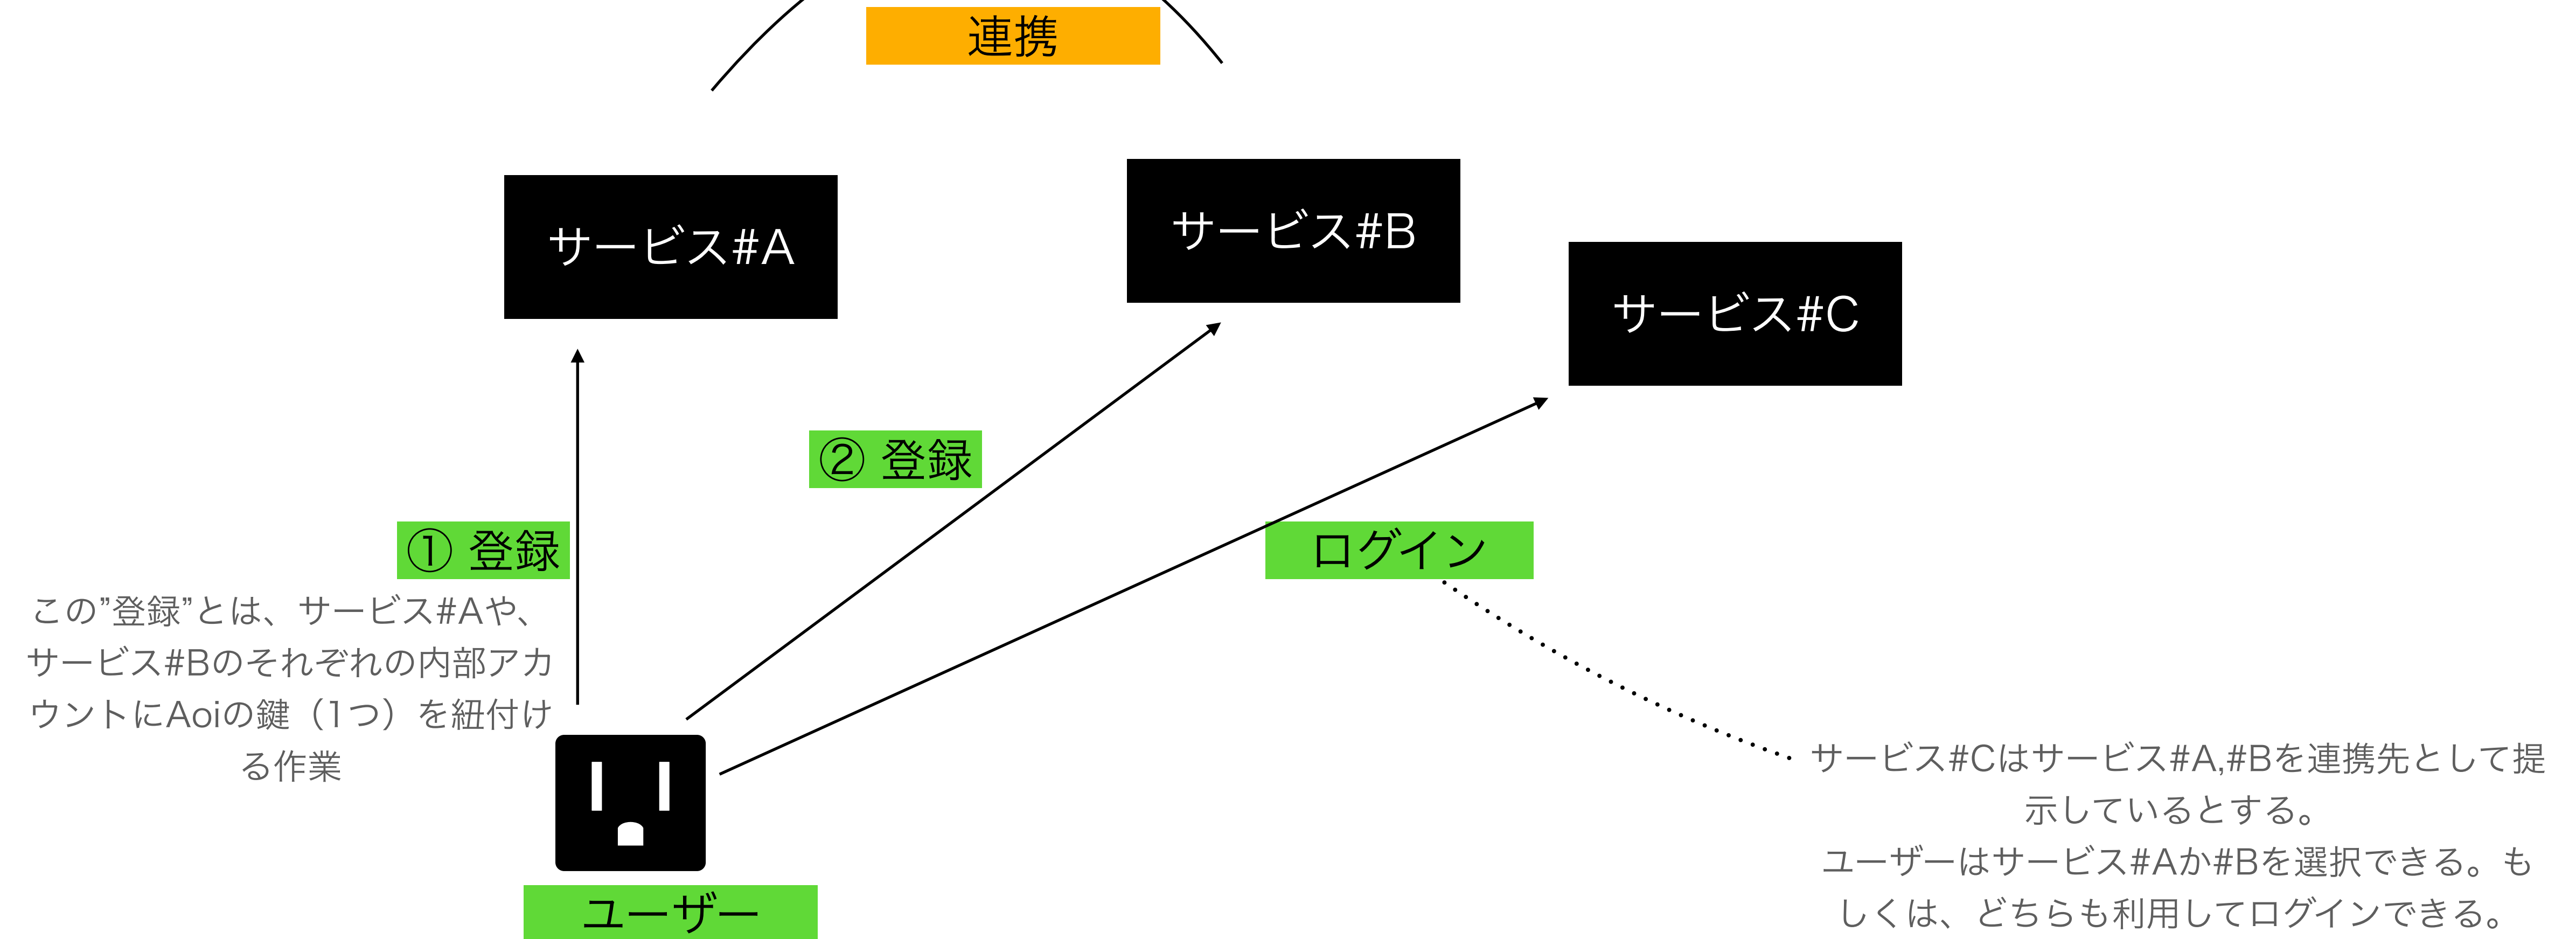 連携
サービス#A
サービス#B
サービス#C
② 登録
① 登録
ログイン
この”登録”とは、サービス#Aや、
サービス#Bのそれぞれの内部アカ
ウントにAoiの鍵（1つ）を紐付け
る作業
ユーザー
サービス#Cはサービス#A,#Bを連携先として提
示しているとする。
ユーザーはサービス#Aか#Bを選択できる。も
しくは、どちらも利用してログインできる。